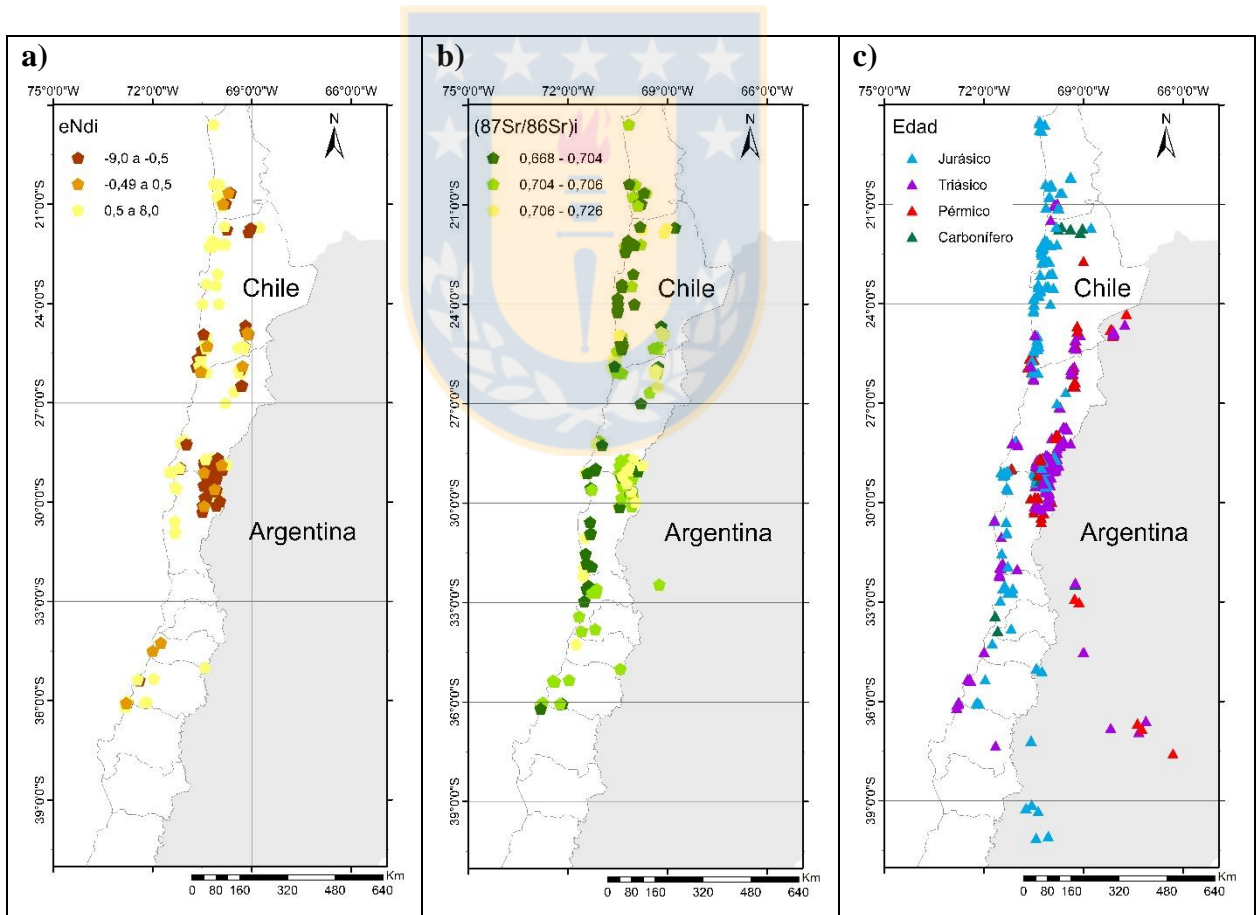 a)
75°0'0"W 72°0'0"W 69°0'0"W 66°0'0"W
eNdi
-9,0 a -0,5
-0,49 a 0,5
0,5 a 8,0
N
21°0'0"S
24°0'0"S
27°0'0"S
30°0'0"S
33°0'0"S
36°0'0"S
39°0'0"S
Chile
Argentina
Km
0 80 160 320 480 640
b)
75°0'0"W 72°0'0"W 69°0'0"W 66°0'0"W
(87Sr/86Sr)i
0,668 - 0,704
0,704 - 0,706
0,706 - 0,726
N
21°0'0"S
24°0'0"S
27°0'0"S
30°0'0"S
33°0'0"S
36°0'0"S
39°0'0"S
Chile
Argentina
Km
0 80 160 320 480 640
c)
75°0'0"W 72°0'0"W 69°0'0"W 66°0'0"W
Edad
Jurásico
Triásico
Pérmico
Carbonífero
N
21°0'0"S
24°0'0"S
27°0'0"S
30°0'0"S
33°0'0"S
36°0'0"S
39°0'0"S
Chile
Argentina
Km
0 80 160 320 480 640